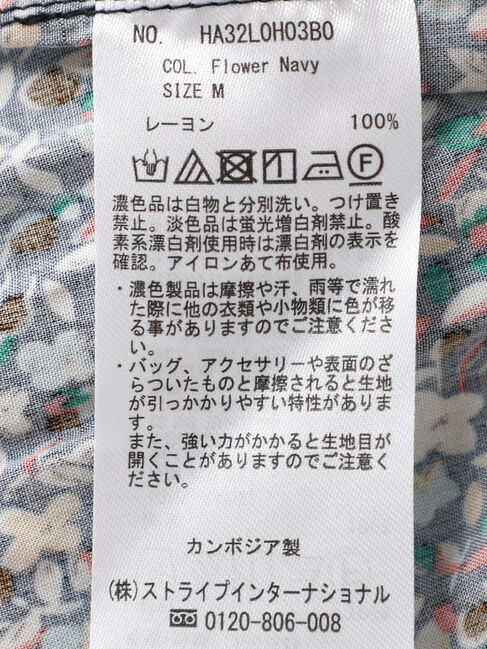 NO. HA32L0H03B0
COL. Flower Navy
SIZE M
レーヨン 100%
F
濃色品は白物と分別洗い。つけ置き
禁止。淡色品は蛍光増白剤禁止。酸
素系漂白剤使用時は漂白剤の表示を
確認。アイロンあて布使用。
・濃色製品は摩擦や汗、雨等で濡れ
た際に他の衣類や小物類に色が移
る事がありますのでご注意くださ
い。
・バッグ、アクセサリーや表面のざ
らついたものと摩擦されると生地
が引っかかりやすい特性がありま
す。
また、強い力がかかると生地目が
開くことがありますのでご注意く
ださい。
カンボジア製
(株)ストライプインターナショナル
0120-806-008